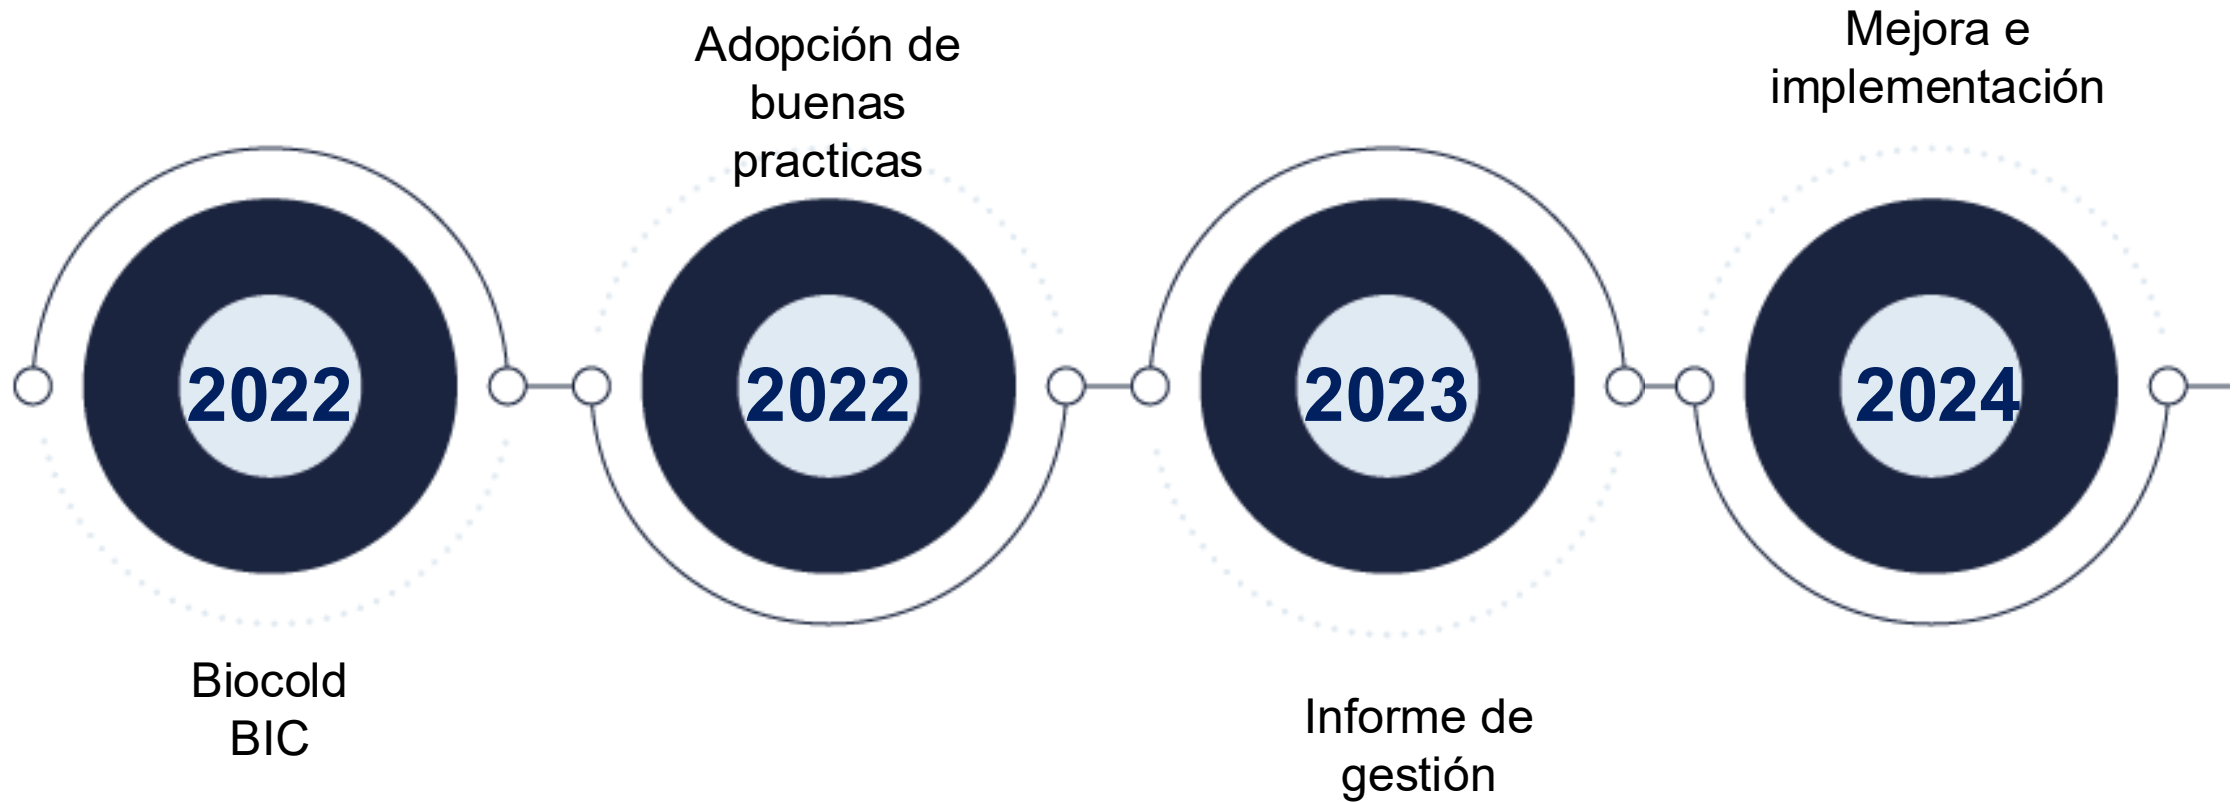 2022
Biocold
BIC
Adopción de
buenas
practicas
2022
2023
Informe de
gestión
Mejora e
implementación
2024